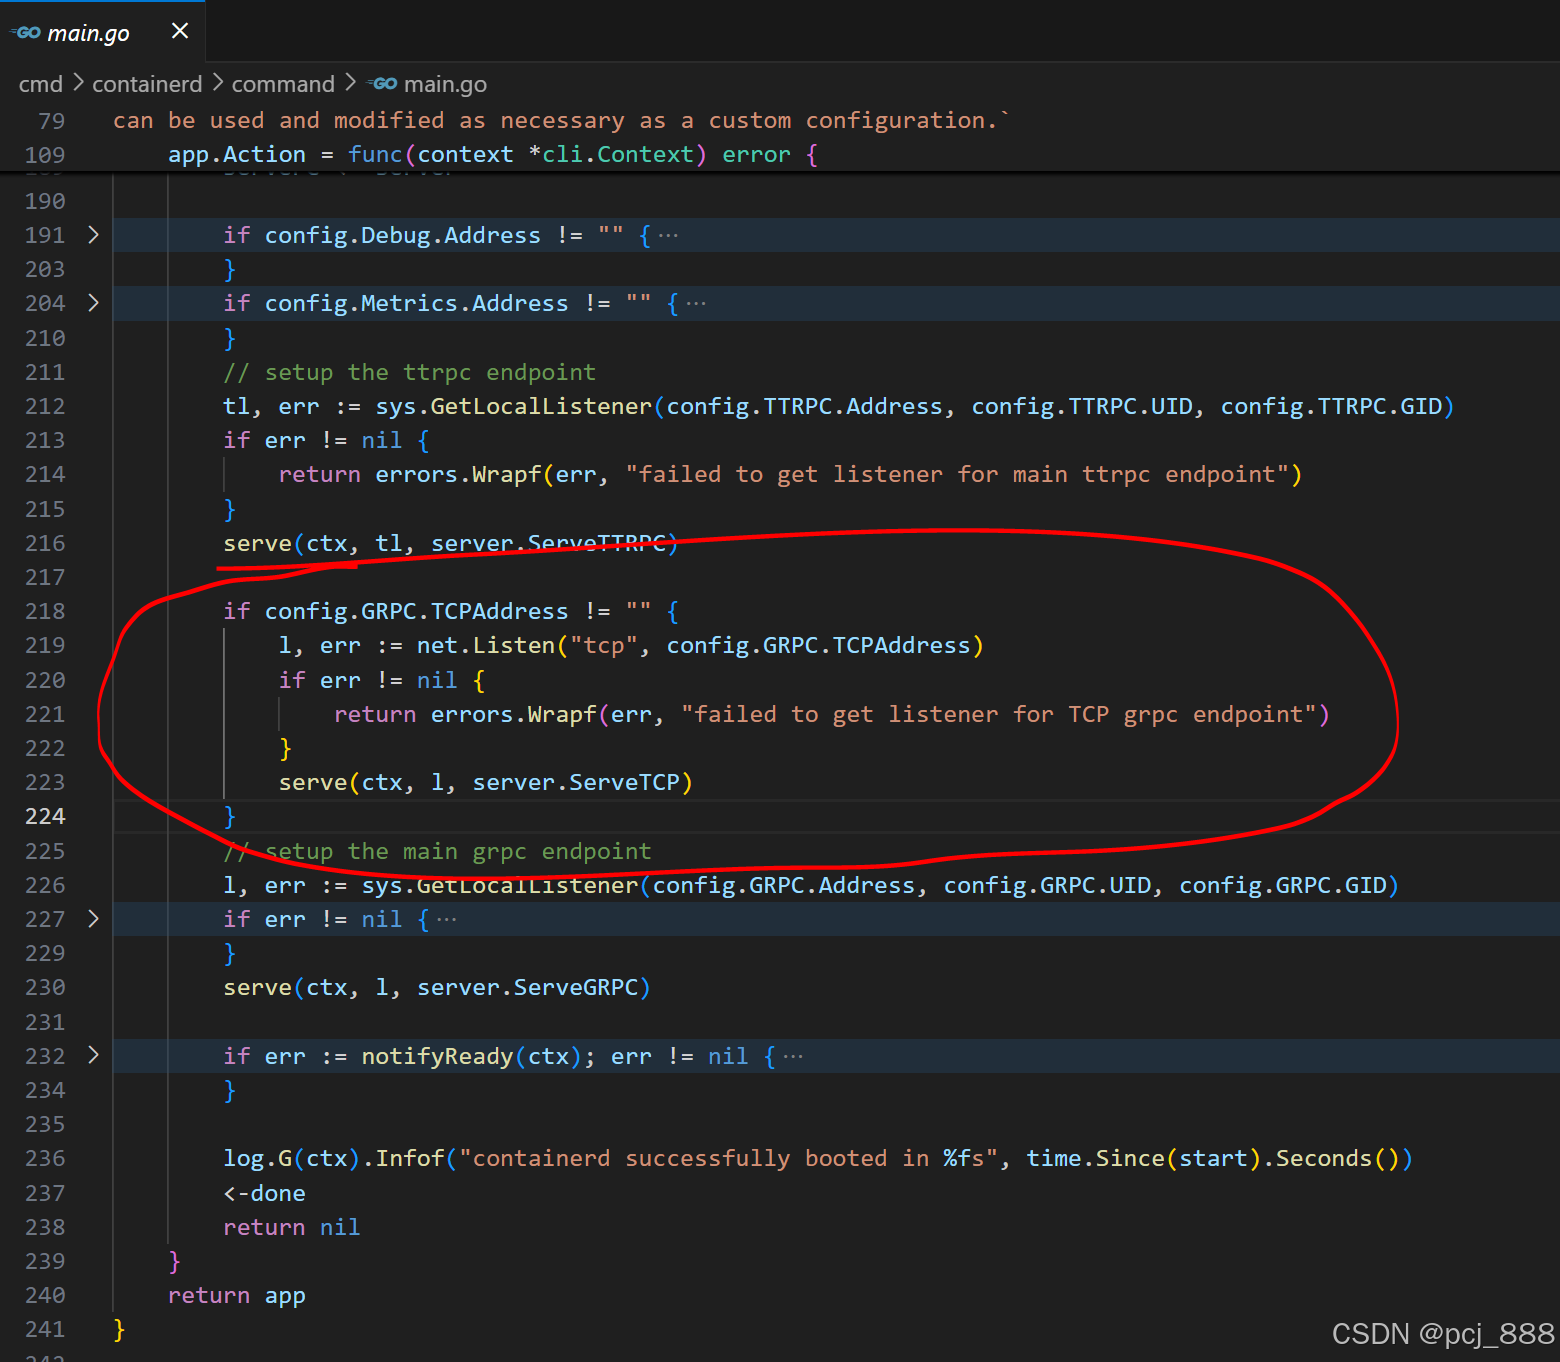 GO main.go ×
cmd > containerd > command > GO main.go
79 can be used and modified as necessary as a custom configuration.`
109 app.Action = func(context *cli.Context) error {
190
191 > if config.Debug.Address != "" {···
203 }
204 > if config.Metrics.Address != "" {···
210 }
211 // setup the ttrpc endpoint
212 tl, err := sys.GetLocalListener(config.TTRPC.Address, config.TTRPC.UID, config.TTRPC.GID)
213 if err != nil {
214 return errors.Wrapf(err, "failed to get listener for main ttrpc endpoint")
215 }
216 serve(ctx, tl, server.ServeTTRPC)
217
218 if config.GRPC.TCPAddress != "" {
219 l, err := net.Listen("tcp", config.GRPC.TCPAddress)
220 if err != nil {
221 return errors.Wrapf(err, "failed to get listener for TCP grpc endpoint")
222 }
223 serve(ctx, l, server.ServeTCP)
224 }
225 // setup the main grpc endpoint
226 l, err := sys.GetLocalListener(config.GRPC.Address, config.GRPC.UID, config.GRPC.GID)
227 > if err != nil {···
229 }
230 serve(ctx, l, server.ServeGRPC)
231
232 > if err := notifyReady(ctx); err != nil {···
234 }
235
236 log.G(ctx).Infof("containerd successfully booted in %fs", time.Since(start).Seconds())
237 <-done
238 return nil
239 }
240 return app
241 }
CSDN @pcj_888